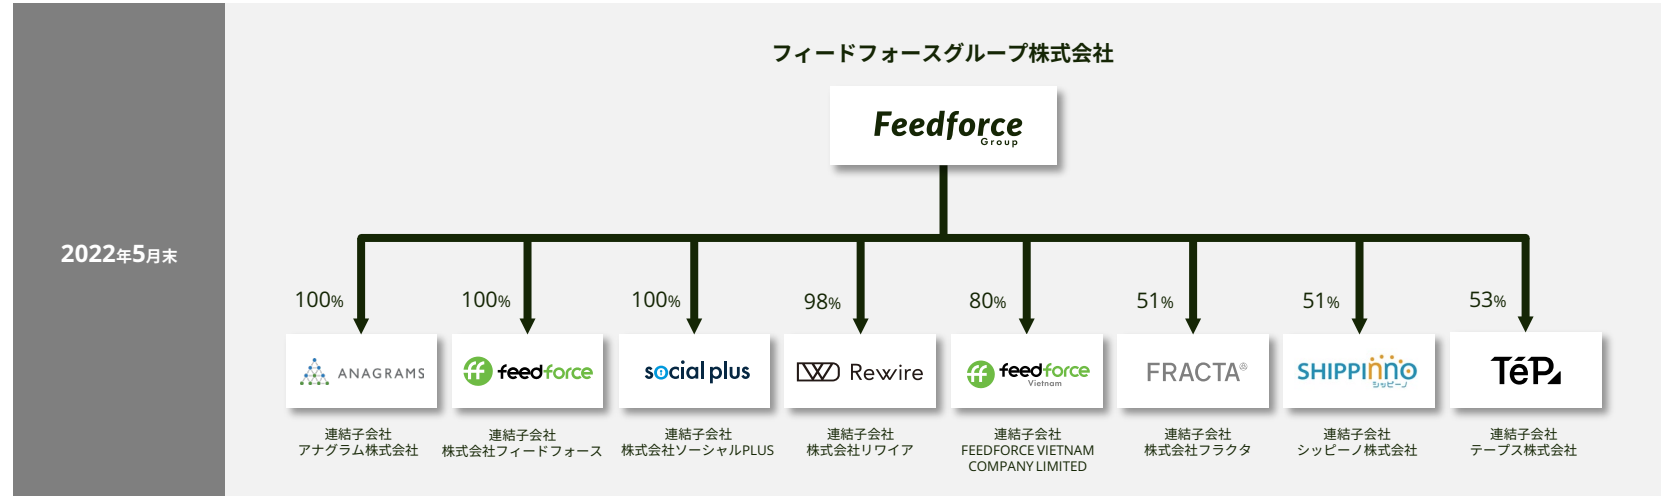 フィードフォースグループ株式会社
Feedforce
Group
2022年5月末
100%
100%
100%
98%
80%
51%
51%
53%
ANAGRAMS
feedforce
social plus
Rewire
feedforce
Vietnam
FRACTA
SHIPPINNO
シッピーノ
TēP
連結子会社
アナグラム株式会社
連結子会社
株式会社フィードフォース
連結子会社
株式会社ソーシャルPLUS
連結子会社
株式会社リワイア
連結子会社
FEEDFORCE VIETNAM
COMPANY LIMITED
連結子会社
株式会社フラクタ
連結子会社
シッピーノ株式会社
連結子会社
テープス株式会社